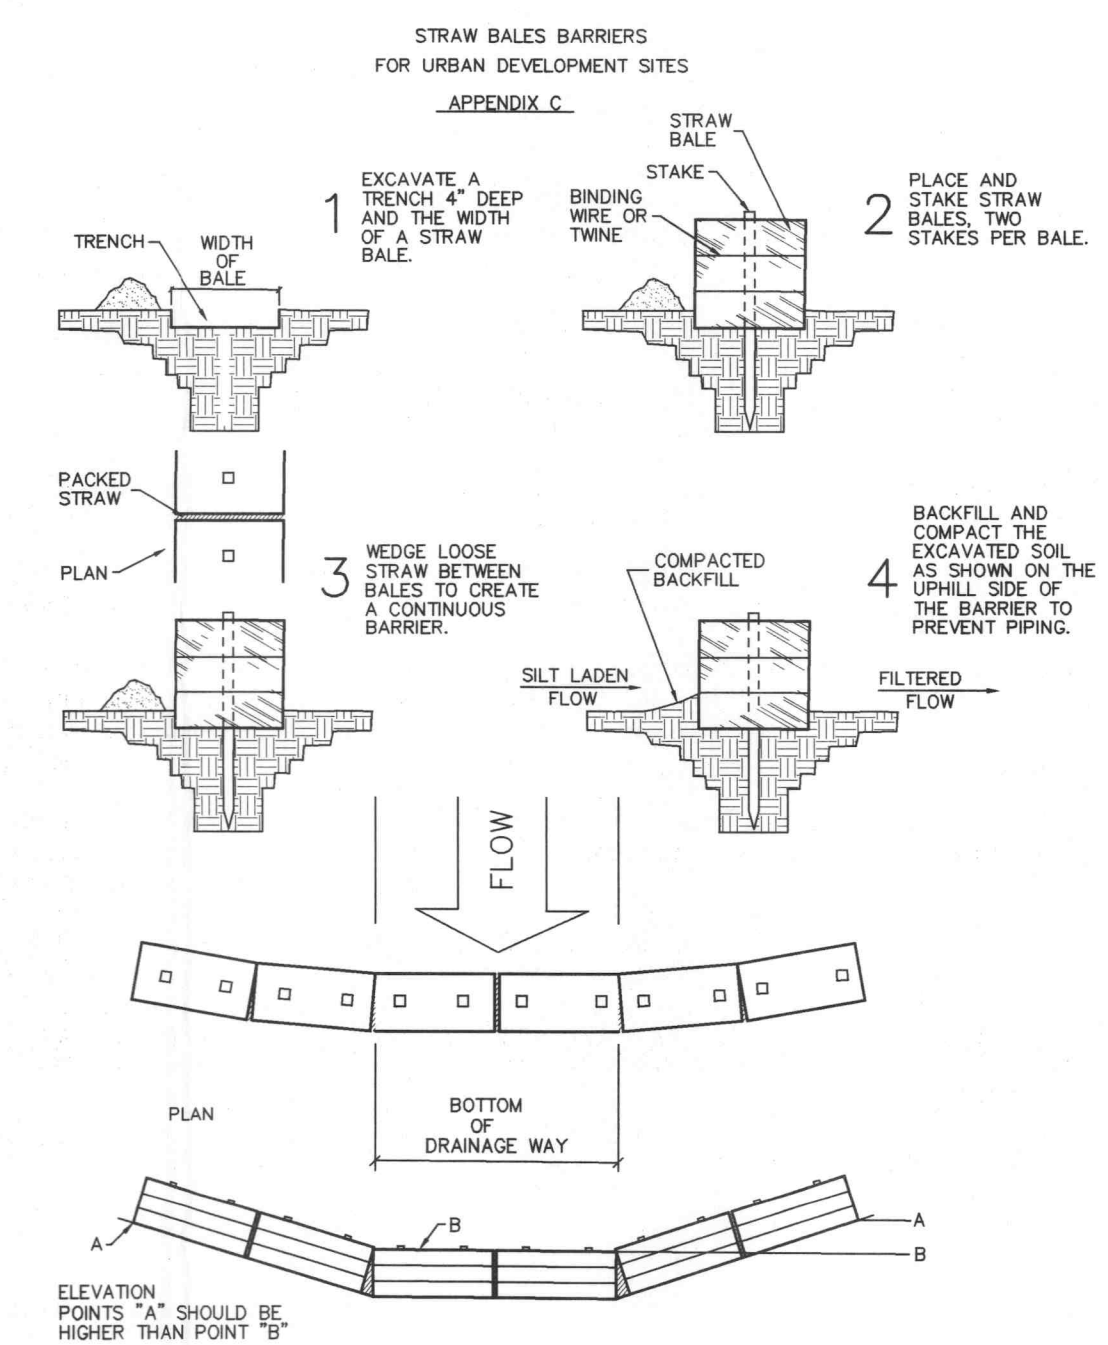 STRAW BALES BARRIERS
FOR URBAN DEVELOPMENT SITES
APPENDIX C
1
EXCAVATE A
TRENCH 4" DEEP
AND THE WIDTH
OF A STRAW
BALE.
TRENCH
WIDTH
OF
BALE
STRAW
BALE
STAKE
BINDING
WIRE OR
TWINE
2
PLACE AND
STAKE STRAW
BALES, TWO
STAKES PER BALE.
PACKED
STRAW
PLAN
3
WEDGE LOOSE
STRAW BETWEEN
BALES TO CREATE
A CONTINUOUS
BARRIER.
COMPACTED
BACKFILL
4
BACKFILL AND
COMPACT THE
EXCAVATED SOIL
AS SHOWN ON THE
UPHILL SIDE OF
THE BARRIER TO
PREVENT PIPING.
SILT LADEN
FLOW
FILTERED
FLOW
FLOW
PLAN
BOTTOM
OF
DRAINAGE WAY
A
B
A
B
ELEVATION
POINTS "A" SHOULD BE
HIGHER THAN POINT "B"